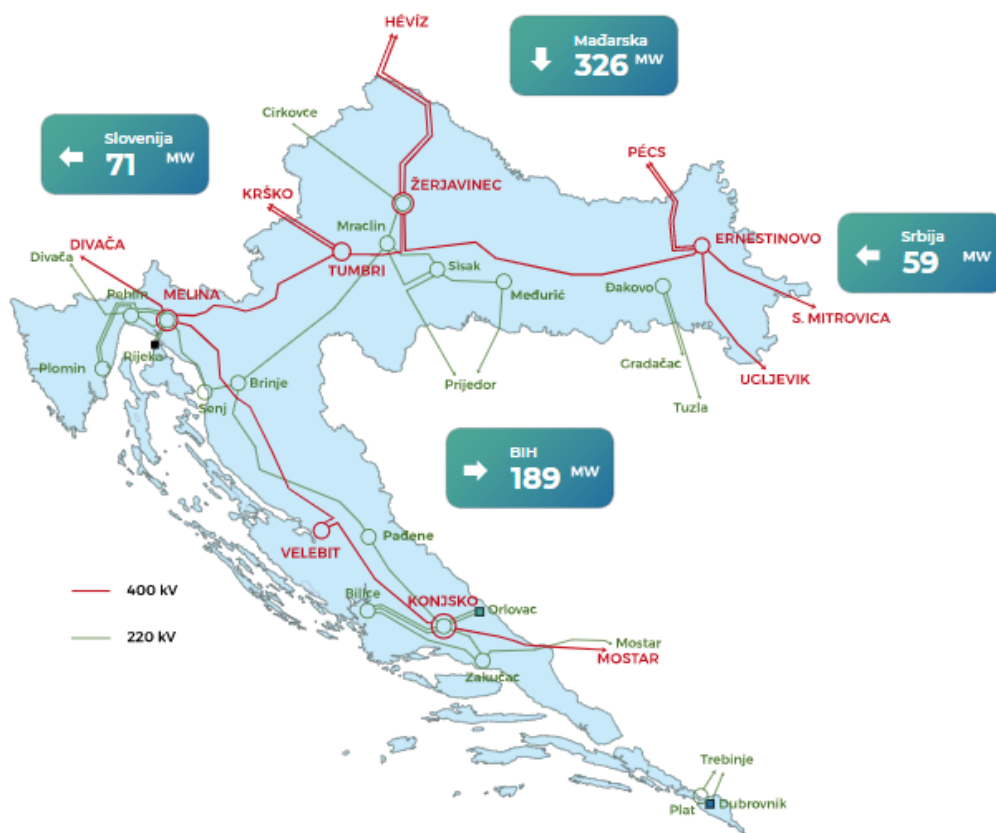 HÉVÍZ
Mađarska
326 MW
Cirkovce
Slovenija
71 MW
PÉCS
KRŠKO
ŽERJAVINEC
Mraclin
DIVAČA
Divača
TUMBRI
Sisak
ERNESTINOVO
Srbija
59 MW
Pehlin
MELINA
Međurić
Đakovo
S. MITROVICA
Rijeka
Plomin
Senj
Brinje
Prijedor
Gradačac
UGLJEVIK
Tuzla
BIH
189 MW
VELEBIT
Pađene
400 kV
Bilice
KONJSKO
Orlovac
220 kV
Mostar
MOSTAR
Zakučac
Trebinje
Plat
Dubrovnik